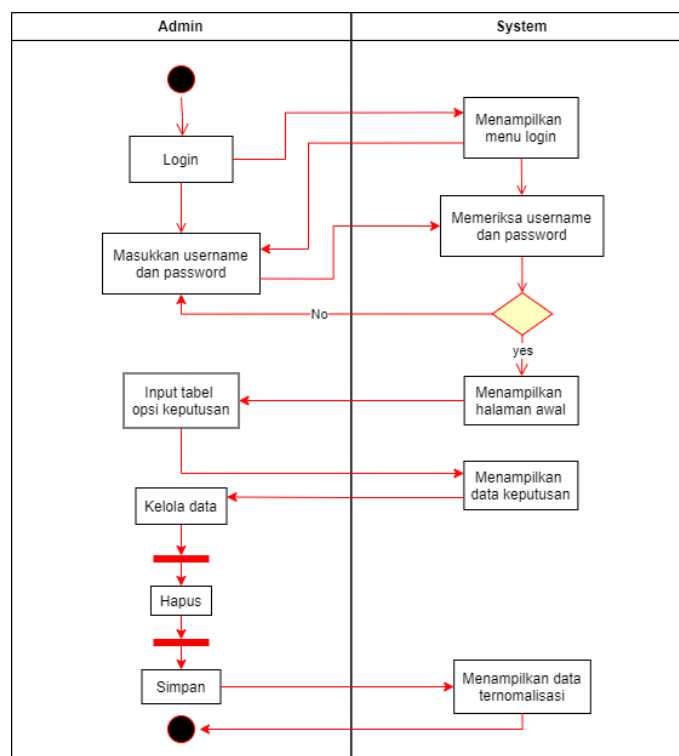 Admin
System
Menampilkan
menu login
Login
Memeriksa username
dan password
Masukkan username
dan password
No
yes
Input tabel
opsi keputusan
Menampilkan
halaman awal
Menampilkan
data keputusan
Kelola data
Hapus
Simpan
Menampilkan data
ternomalisasi